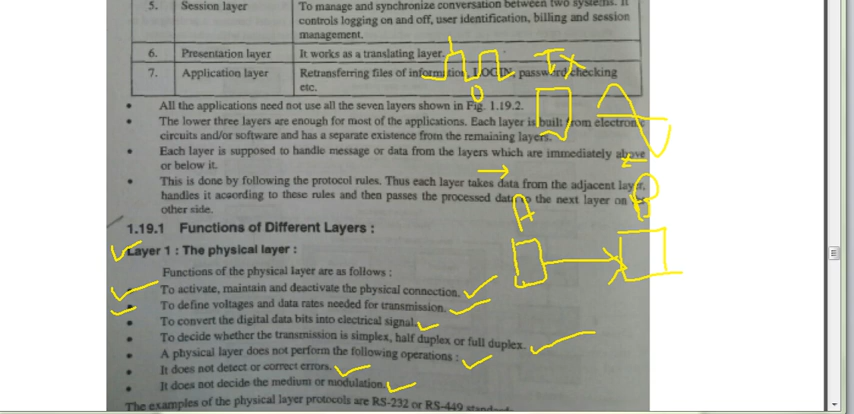 5. Session layer To manage and synchronize conversation between two systems. It
controls logging on and off, user identification, billing and session
management.
6. Presentation layer It works as a translating layer.
7. Application layer Retransferring files of information, LOGIN, password checking
etc.
Tx
• All the applications need not use all the seven layers shown in Fig. 1.19.2.
• The lower three layers are enough for most of the applications. Each layer is built from electronic
circuits and/or software and has a separate existence from the remaining layers.
• Each layer is supposed to handle message or data from the layers which are immediately above
or below it.
• This is done by following the protocol rules. Thus each layer takes data from the adjacent layer,
handles it according to these rules and then passes the processed data to the next layer on the
other side.
A B
1.19.1 Functions of Different Layers :
Layer 1 : The physical layer :
Functions of the physical layer are as follows :
• To activate, maintain and deactivate the physical connection.
• To define voltages and data rates needed for transmission.
• To convert the digital data bits into electrical signal.
• To decide whether the transmission is simplex, half duplex or full duplex.
• A physical layer does not perform the following operations :
• It does not detect or correct errors.
• It does not decide the medium or modulation.
The examples of the physical layer protocols are RS-232 or RS-449